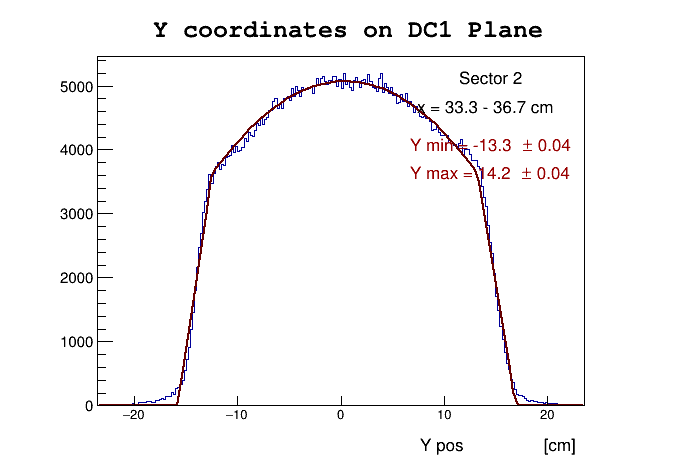 Y coordinates on DC1 Plane
Sector 2
x = 33.3 - 36.7 cm
Y min = -13.3 ± 0.04
Y max = 14.2 ± 0.04
5000
4000
3000
2000
1000
0
−20 −10 0 10 20
Y pos [cm]